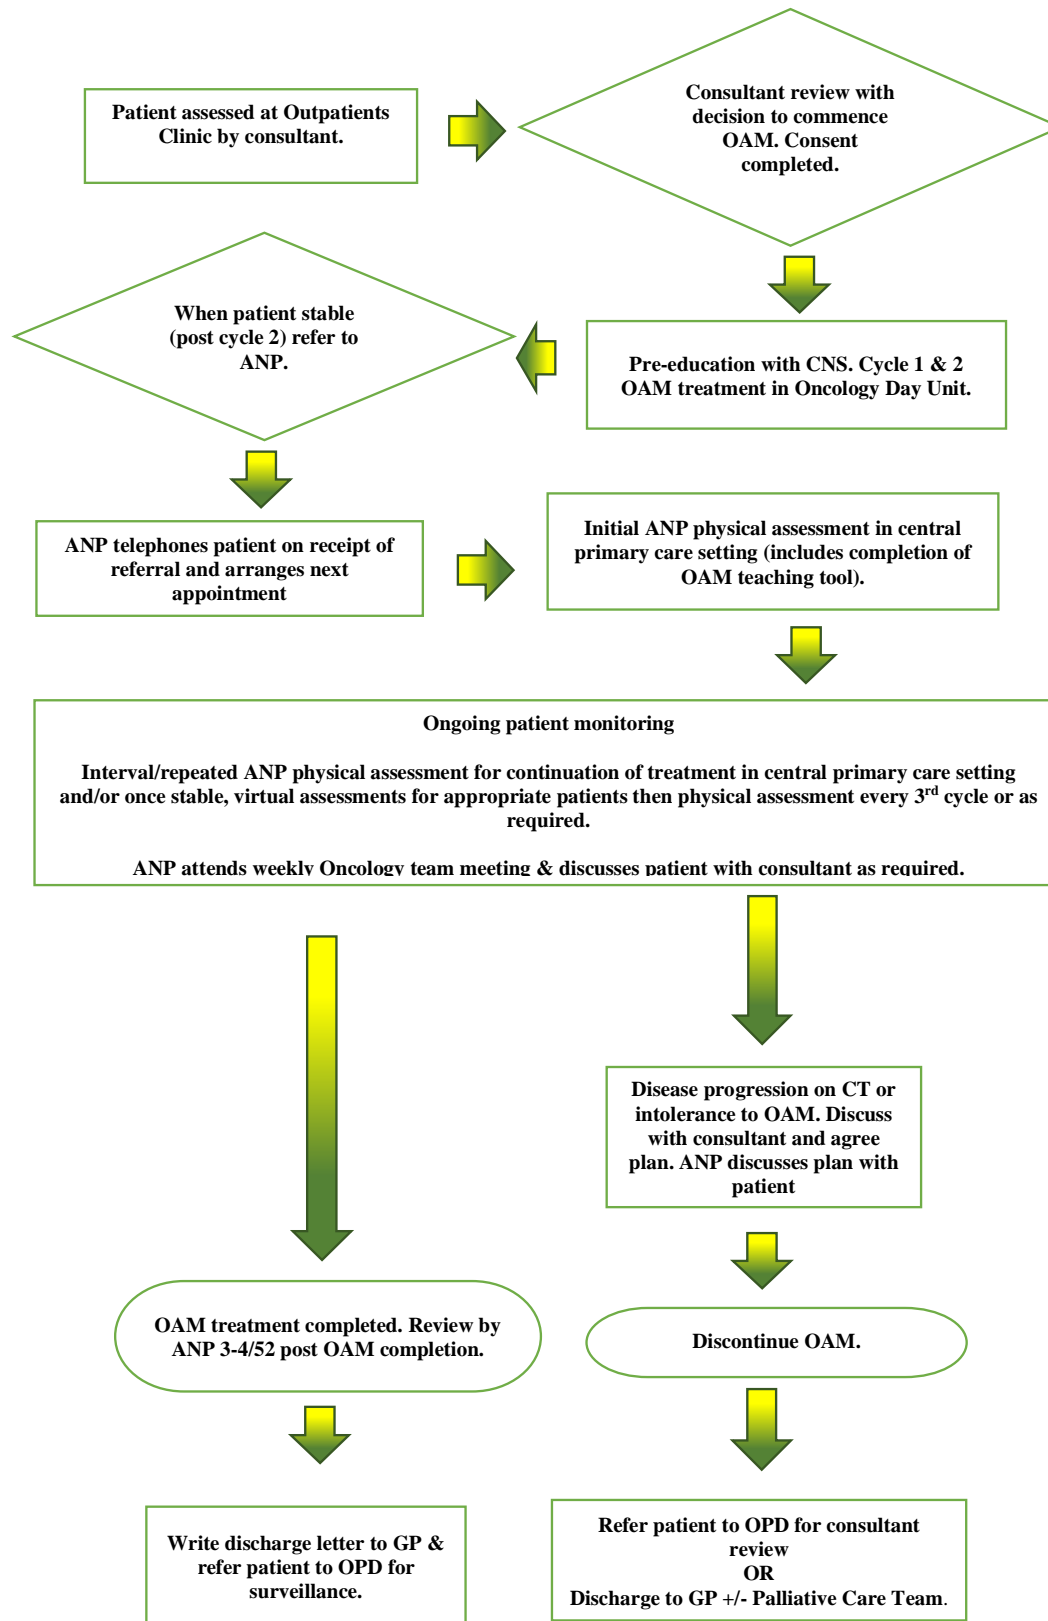 Patient assessed at Outpatients
Clinic by consultant.
Consultant review with
decision to commence
OAM. Consent
completed.
Pre-education with CNS. Cycle 1 & 2
OAM treatment in Oncology Day Unit.
When patient stable
(post cycle 2) refer to
ANP.
ANP telephones patient on receipt of
referral and arranges next
appointment
Initial ANP physical assessment in central
primary care setting (includes completion of
OAM teaching tool).
Ongoing patient monitoring
Interval/repeated ANP physical assessment for continuation of treatment in central primary care setting
and/or once stable, virtual assessments for appropriate patients then physical assessment every 3rd cycle or as
required.
ANP attends weekly Oncology team meeting & discusses patient with consultant as required.
Disease progression on CT or
intolerance to OAM. Discuss
with consultant and agree
plan. ANP discusses plan with
patient
OAM treatment completed. Review by
ANP 3-4/52 post OAM completion.
Discontinue OAM.
Write discharge letter to GP &
refer patient to OPD for
surveillance.
Refer patient to OPD for consultant
review
OR
Discharge to GP +/- Palliative Care Team.